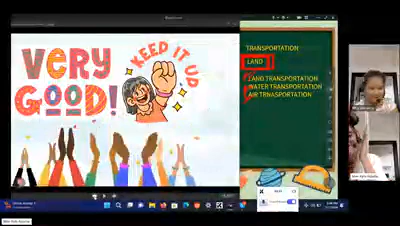 VERY
GOOD!
KEEP IT UP
TRANSPORTATION
LAND
LAND TRANSPORTATION
WATER TRANSPORTATION
AIR TRNASPORTATION